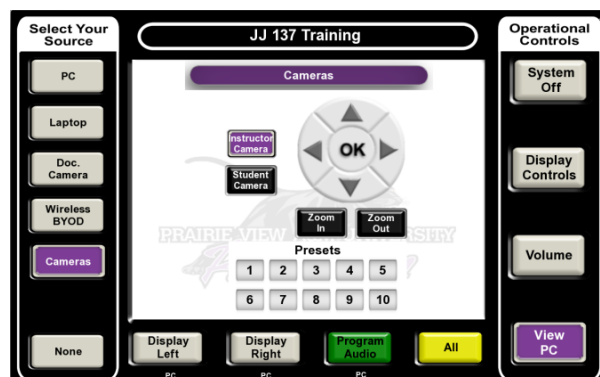 Select Your
Source
PC
Laptop
Doc.
Camera
Wireless
BYOD
Cameras
None
JJ 137 Training
Cameras
Instructor
Camera
Student
Camera
OK
Zoom
In
Zoom
Out
PRAIRIE VIEW
Presets
1 2 3 4 5
6 7 8 9 10
Display
Left
PC
Display
Right
PC
Program
Audio
PC
All
Operational
Controls
System
Off
Display
Controls
Volume
View
PC